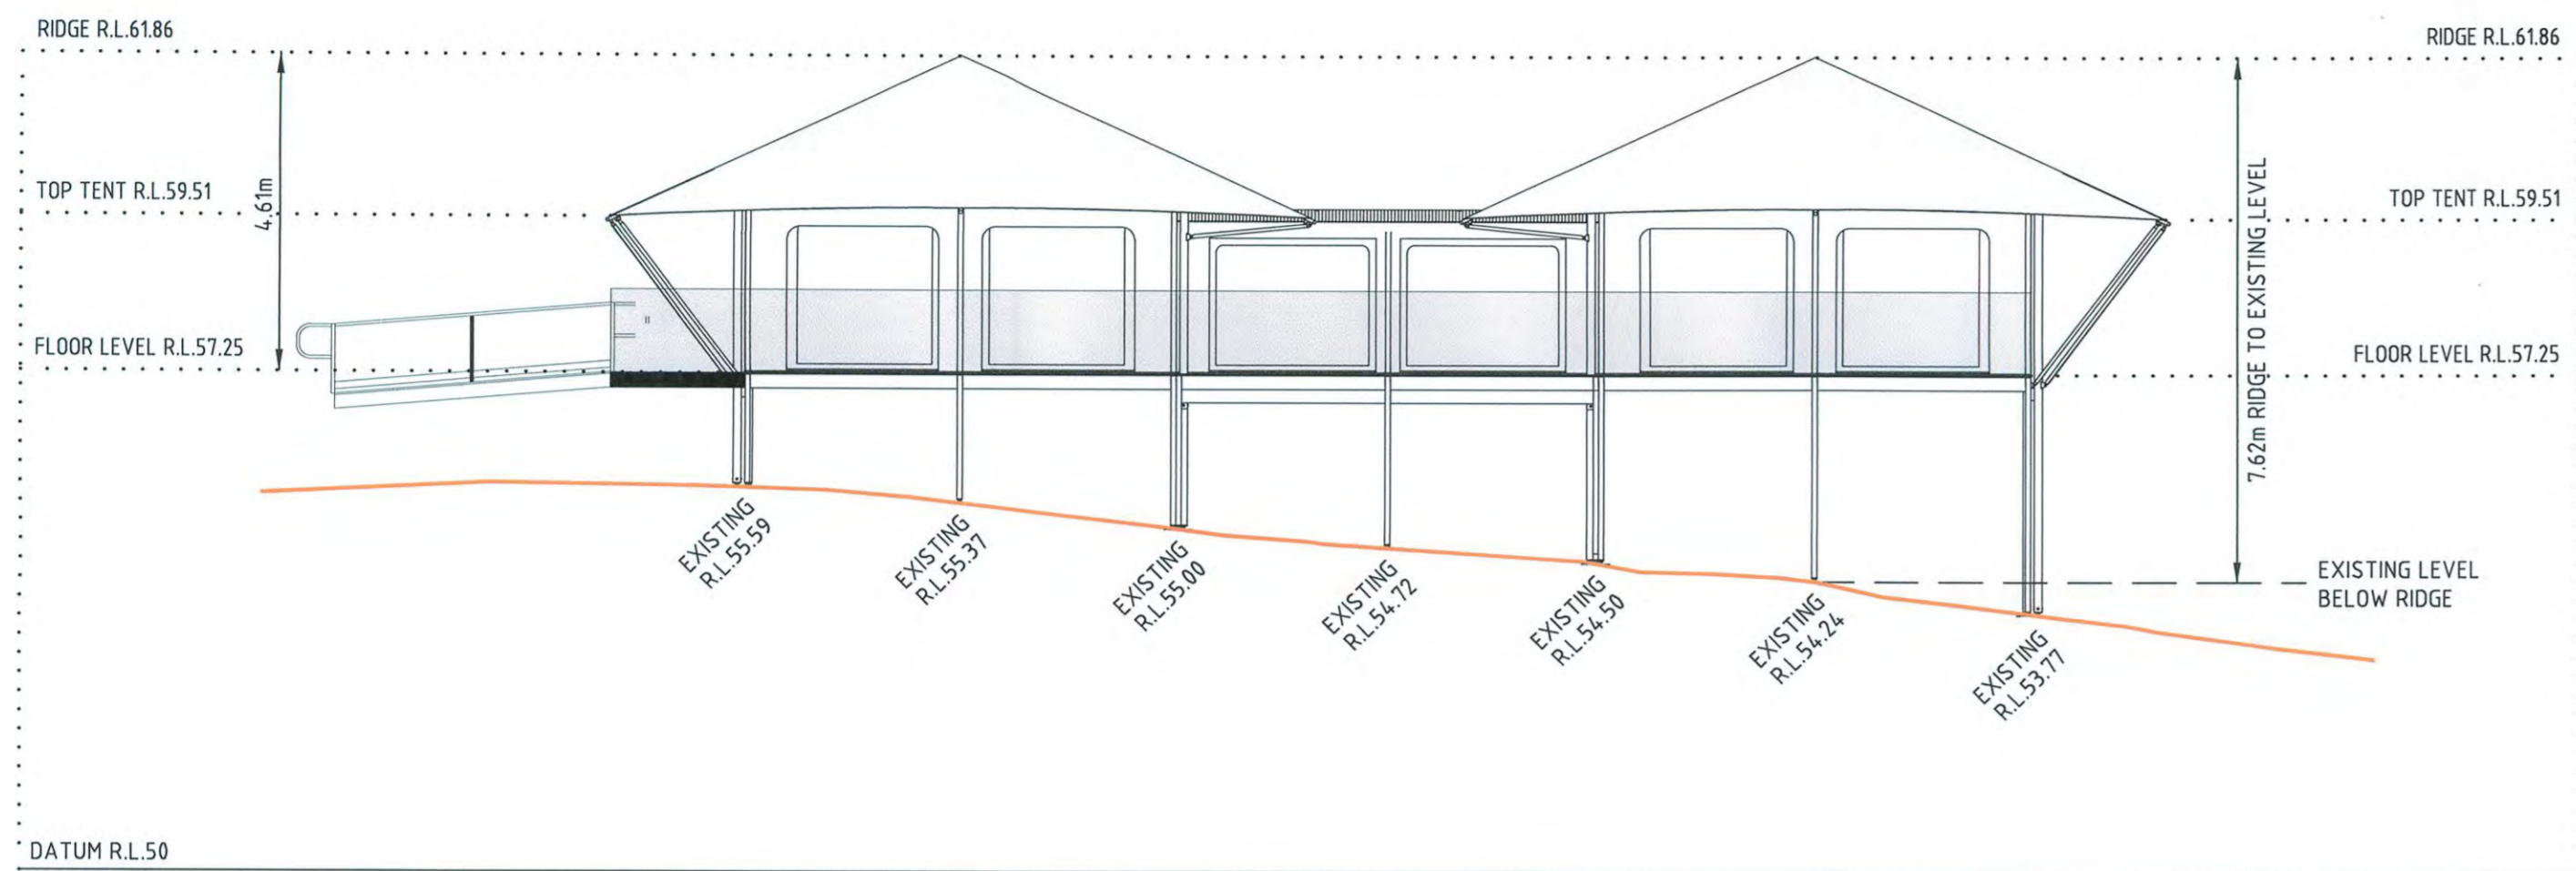 RIDGE R.L.61.86
RIDGE R.L.61.86
TOP TENT R.L.59.51
4.61m
TOP TENT R.L.59.51
7.62m RIDGE TO EXISTING LEVEL
FLOOR LEVEL R.L.57.25
FLOOR LEVEL R.L.57.25
EXISTING
R.L.55.59
EXISTING
R.L.55.37
EXISTING
R.L.55.00
EXISTING
R.L.54.72
EXISTING
R.L.54.50
EXISTING
R.L.54.24
EXISTING
R.L.53.77
EXISTING LEVEL
BELOW RIDGE
DATUM R.L.50